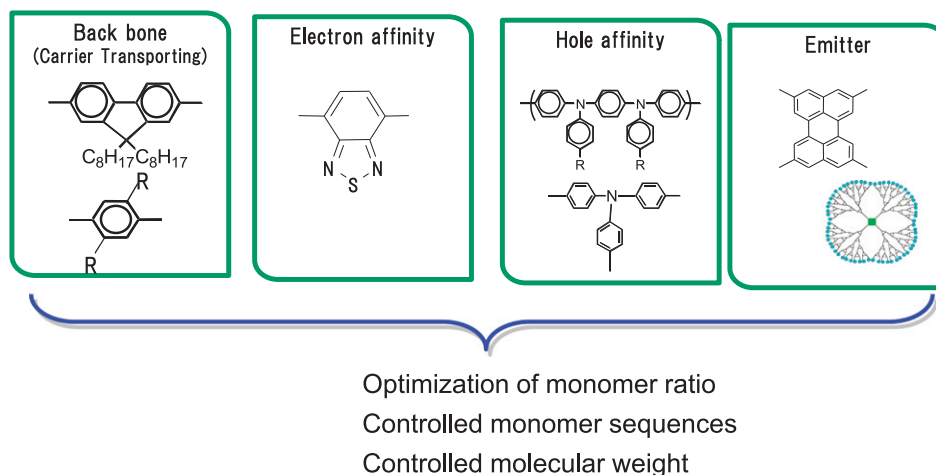 Back bone
(Carrier Transporting)
C8H17C8H17
R
R
Electron affinity
N
N
S
Hole affinity
N
N
R
R
N
Emitter
Optimization of monomer ratio
Controlled monomer sequences
Controlled molecular weight